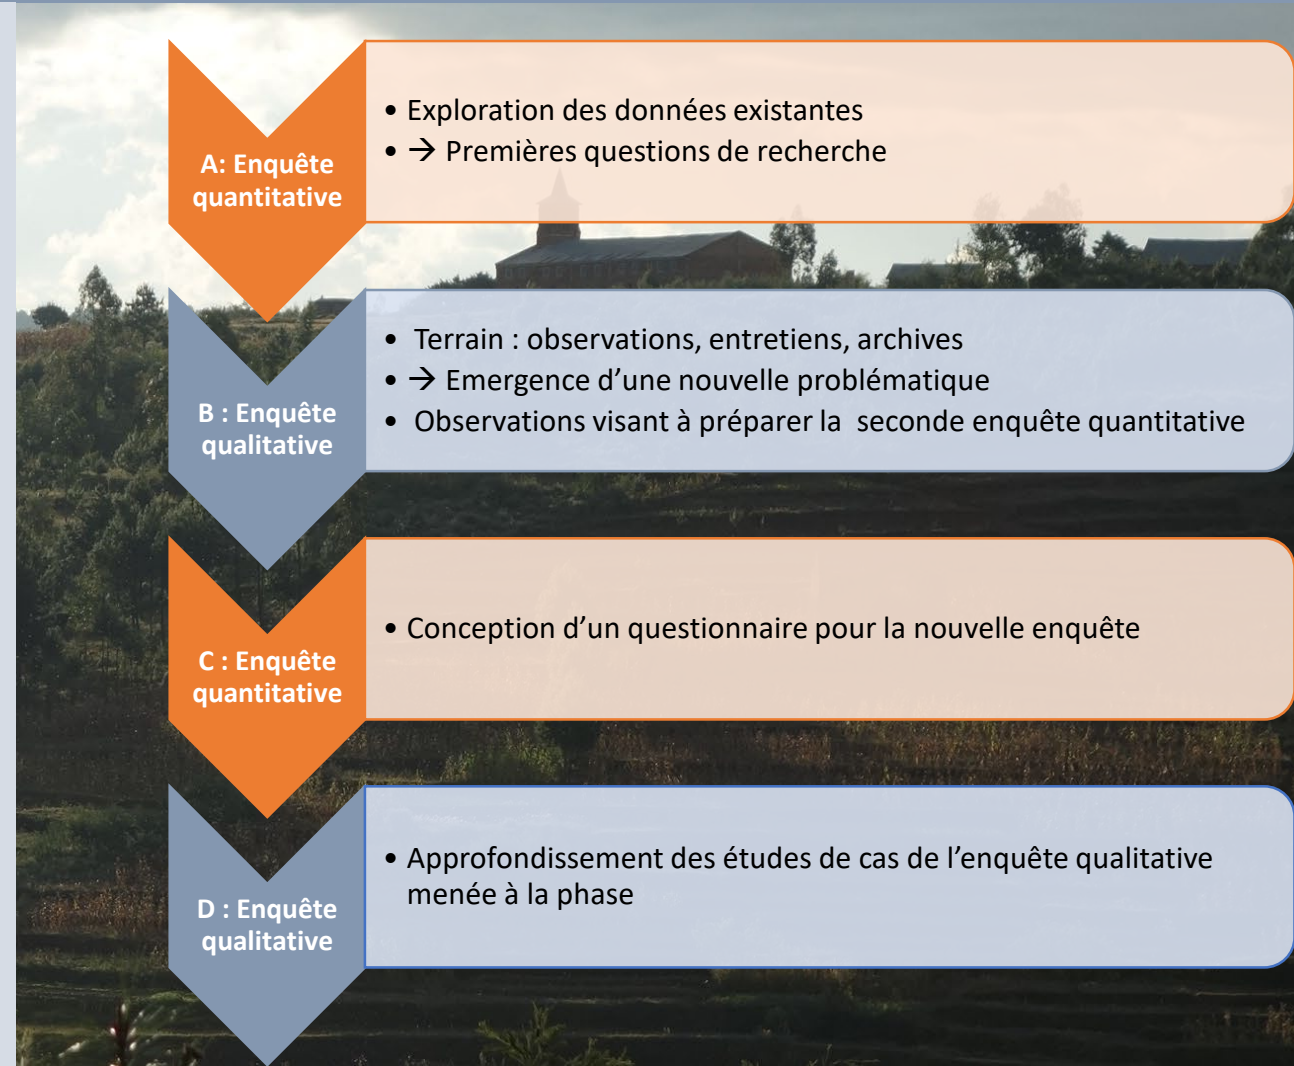 A: Enquête
quantitative
• Exploration des données existantes
• → Premières questions de recherche
B : Enquête
qualitative
• Terrain : observations, entretiens, archives
• → Emergence d’une nouvelle problématique
• Observations visant à préparer la  seconde enquête quantitative
C : Enquête
quantitative
• Conception d’un questionnaire pour la nouvelle enquête
D : Enquête
qualitative
• Approfondissement des études de cas de l’enquête qualitative
menée à la phase